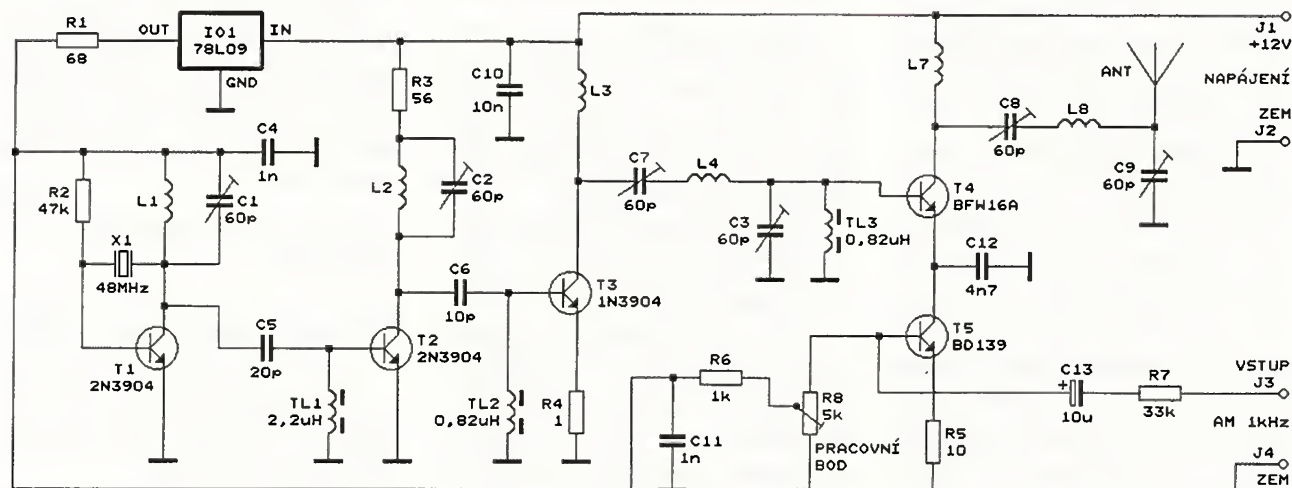 R1
68
OUT
IO1
78L09
IN
GND
R3
56
C10
10n
L3
L7
ANT
J1
+12V
NAPÁJENÍ
ZEM
J2
C8
60p
L8
C9
60p
C4
1n
R2
47k
L1
C1
60p
L2
C2
60p
C7
60p
L4
C3
60p
TL3
0,82uH
T4
BFW16A
X1
48MHz
C6
10p
T3
1N3904
C12
4n7
T1
2N3904
C5
20p
T2
2N3904
T5
BD139
TL1
2,2uH
TL2
0,82uH
R4
1
R6
1k
R8
5k
C11
1n
PRACOVNÍ
BOD
R5
10
C13
+
10u
R7
33k
VSTUP
J3
AM 1kHz
J4
ZEM